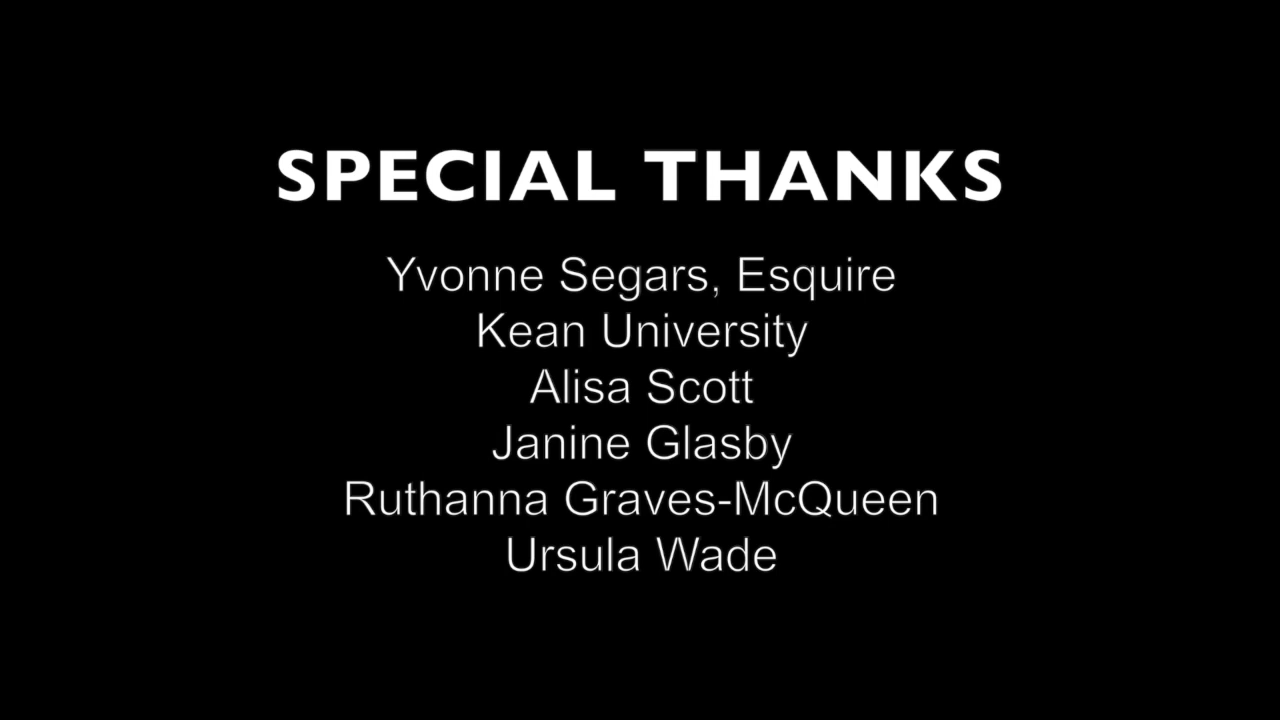 SPECIAL THANKS
Yvonne Segars, Esquire
Kean University
Alisa Scott
Janine Glasby
Ruthanna Graves-McQueen
Ursula Wade